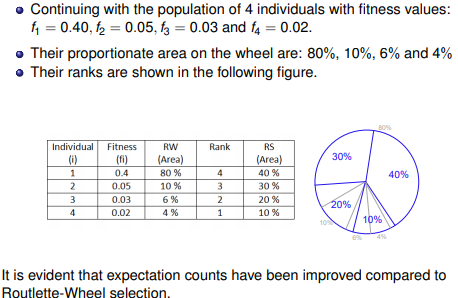 Continuing with the population of 4 individuals with fitness values:
f1 = 0.40, f2 = 0.05, f3 = 0.03 and f4 = 0.02.
Their proportionate area on the wheel are: 80%, 10%, 6% and 4%
Their ranks are shown in the following figure.
Individual (i) Fitness (fi) RW (Area) Rank RS (Area)
1 0.4 80 % 4 40 %
2 0.05 10 % 3 30 %
3 0.03 6 % 2 20 %
4 0.02 4 % 1 10 %
80%
30%
40%
20%
10%
10%
6%
4%
It is evident that expectation counts have been improved compared to
Routlette-Wheel selection.